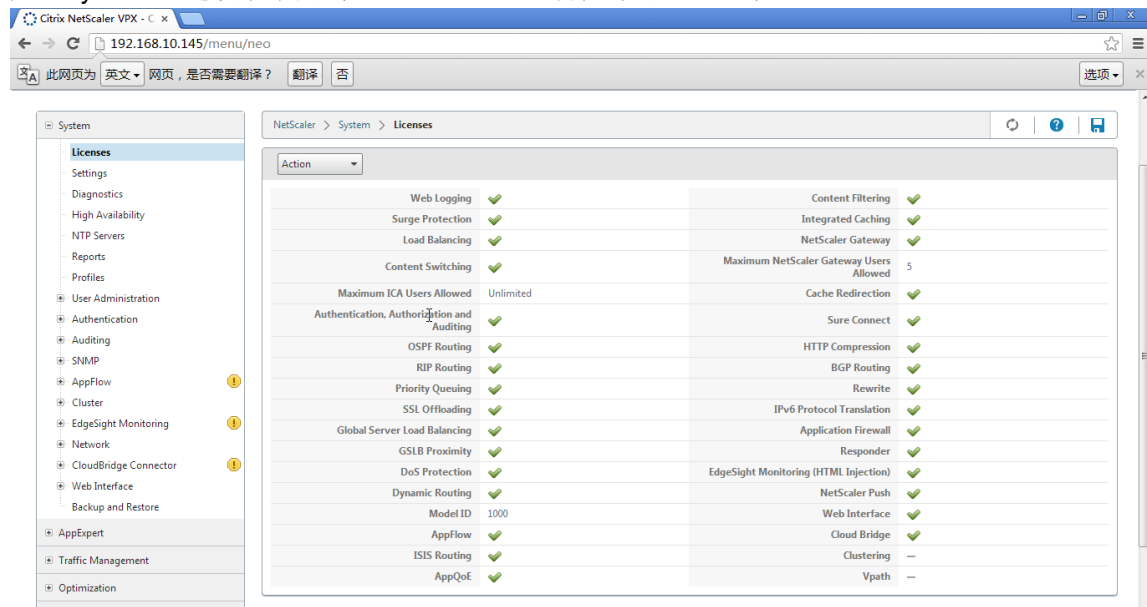 Citrix NetScaler VPX - C ×
192.168.10.145/menu/neo
此网页为 英文 网页，是否需要翻译？ 翻译 否 选项 ×
System
Licenses
Settings
Diagnostics
High Availability
NTP Servers
Reports
Profiles
User Administration
Authentication
Auditing
SNMP
AppFlow
Cluster
EdgeSight Monitoring
Network
CloudBridge Connector
Web Interface
Backup and Restore
AppExpert
Traffic Management
Optimization
NetScaler > System > Licenses
Action
Web Logging Content Filtering
Surge Protection Integrated Caching
Load Balancing NetScaler Gateway
Content Switching Maximum NetScaler Gateway Users Allowed 5
Maximum ICA Users Allowed Unlimited Cache Redirection
Authentication, Authorization and Auditing Sure Connect
OSPF Routing HTTP Compression
RIP Routing BGP Routing
Priority Queuing Rewrite
SSL Offloading IPv6 Protocol Translation
Global Server Load Balancing Application Firewall
GSLB Proximity Responder
DoS Protection EdgeSight Monitoring (HTML Injection)
Dynamic Routing NetScaler Push
Model ID 1000 Web Interface
AppFlow Cloud Bridge
ISIS Routing Clustering —
AppQoE Vpath —